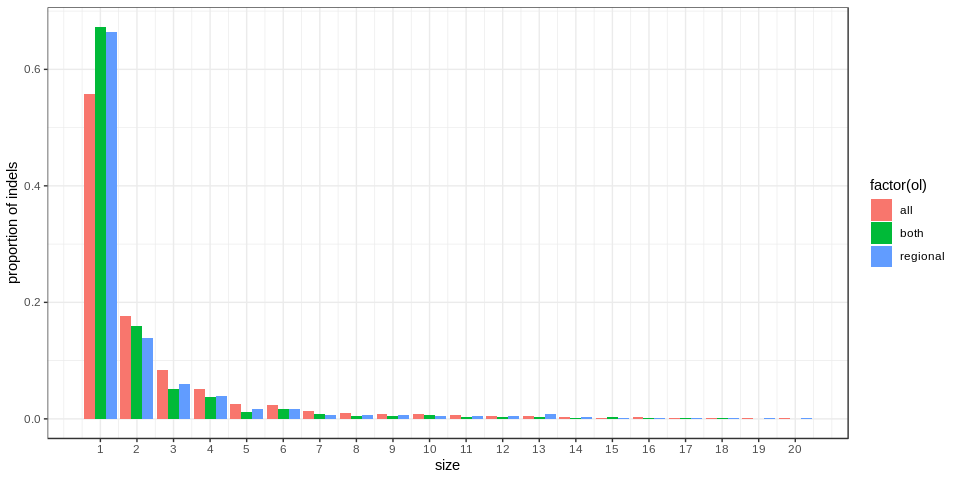 proportion of indels
0.6
0.4
0.2
0.0
1 2 3 4 5 6 7 8 9 10 11 12 13 14 15 16 17 18 19 20
size
factor(ol)
all
both
regional